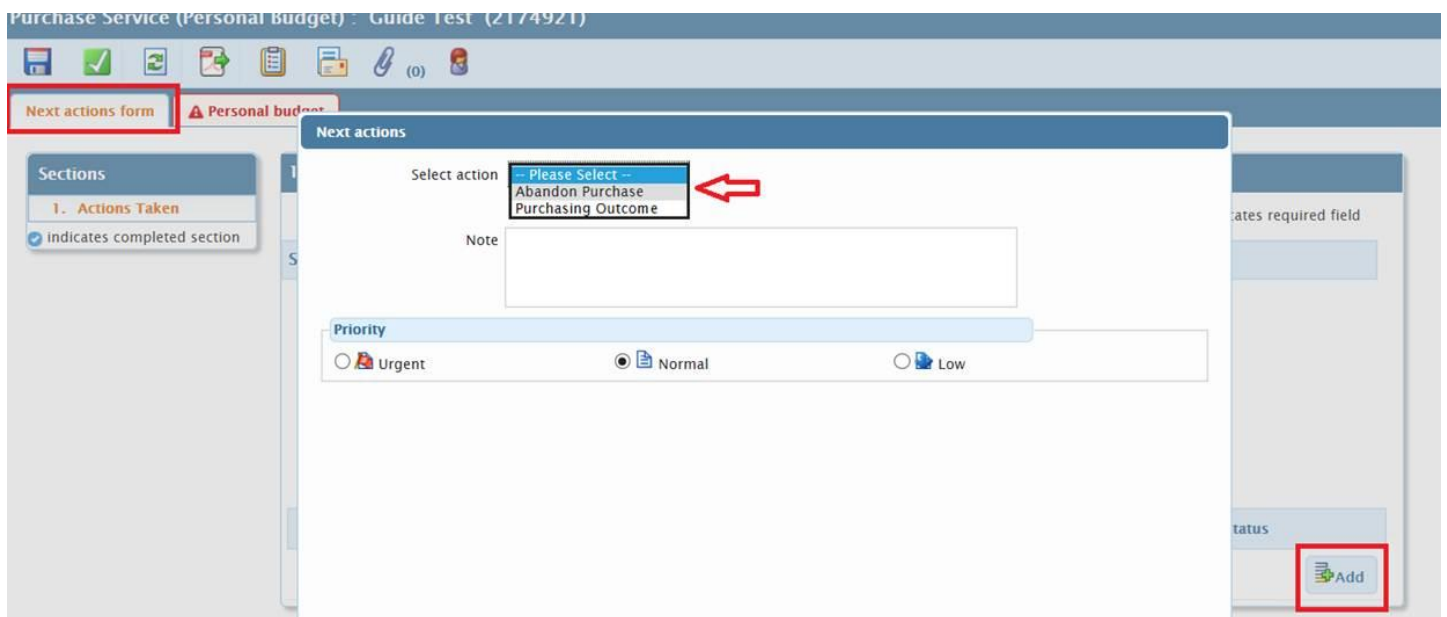 Purchase Service (Personal Budget) : Guide Test (2174921)
(0)
Next actions form
Personal budget
Next actions
Sections
1. Actions Taken
indicates completed section
Select action
-- Please Select --
Abandon Purchase
Purchasing Outcome
Note
Priority
Urgent
Normal
Low
cates required field
tatus
Add